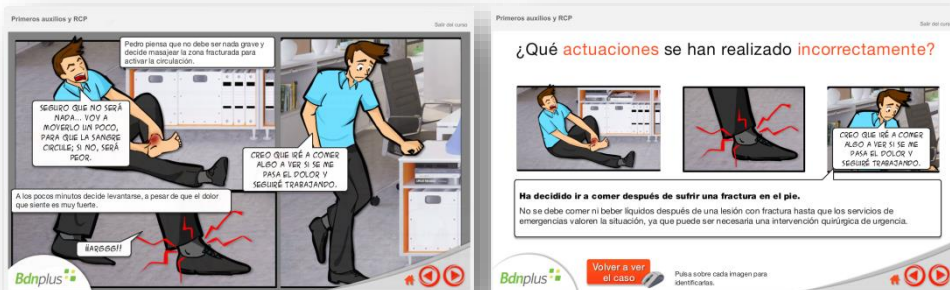 Primeros auxilios y RCP
Salir del curso
Pedro piensa que no debe ser nada grave y
decide masajear la zona fracturada para
activar la circulación.
SEGURO QUE NO SERÁ
NADA... VOY A
MOVERLO UN POCO,
PARA QUE LA SANGRE
CIRCULE; SI NO, SERÁ
PEOR.
CREO QUE IRÉ A COMER
ALGO A VER SI SE ME
PASA EL DOLOR Y
SEGUIRÉ TRABAJANDO.
A los pocos minutos decide levantarse, a pesar de que el dolor
que siente es muy fuerte.
HARGGG!!
Bdnplus
Primeros auxilios y RCP
Salir del curso
¿Qué actuaciones se han realizado incorrectamente?
CREO QUE IRÉ A COMER
ALGO A VER SI SE ME
PASA EL DOLOR Y
SEGUIRÉ TRABAJANDO.
Ha decidido ir a comer después de sufrir una fractura en el pie.
No se debe comer ni beber líquidos después de una lesión con fractura hasta que los servicios de
emergencias valoren la situación, ya que puede ser necesaria una intervención quirúrgica de urgencia.
Bdnplus
Volver a ver
el caso
Pulsa sobre cada imagen para
identificarlas.